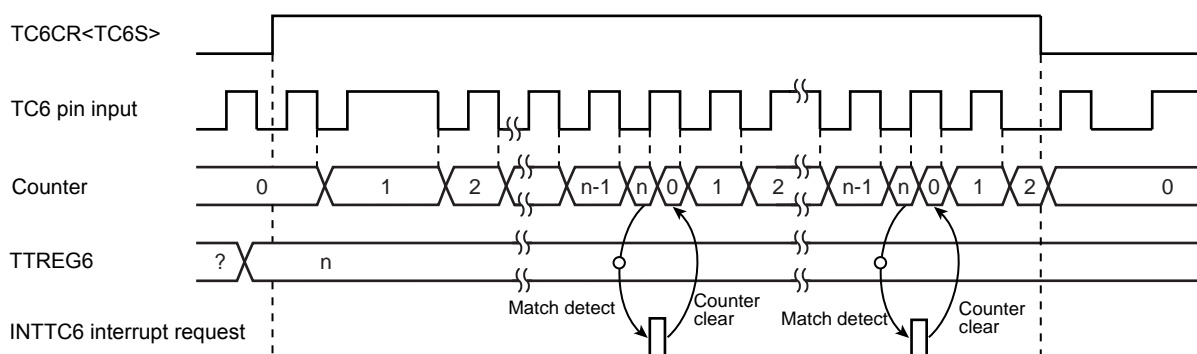 TC6CR<TC6S>
TC6 pin input
Counter
0 1 2 n-1 n 0 1 2 n-1 n 0 1 2 0
TTREG6
? n
Match detect Counter clear Match detect Counter clear
INTTC6 interrupt request